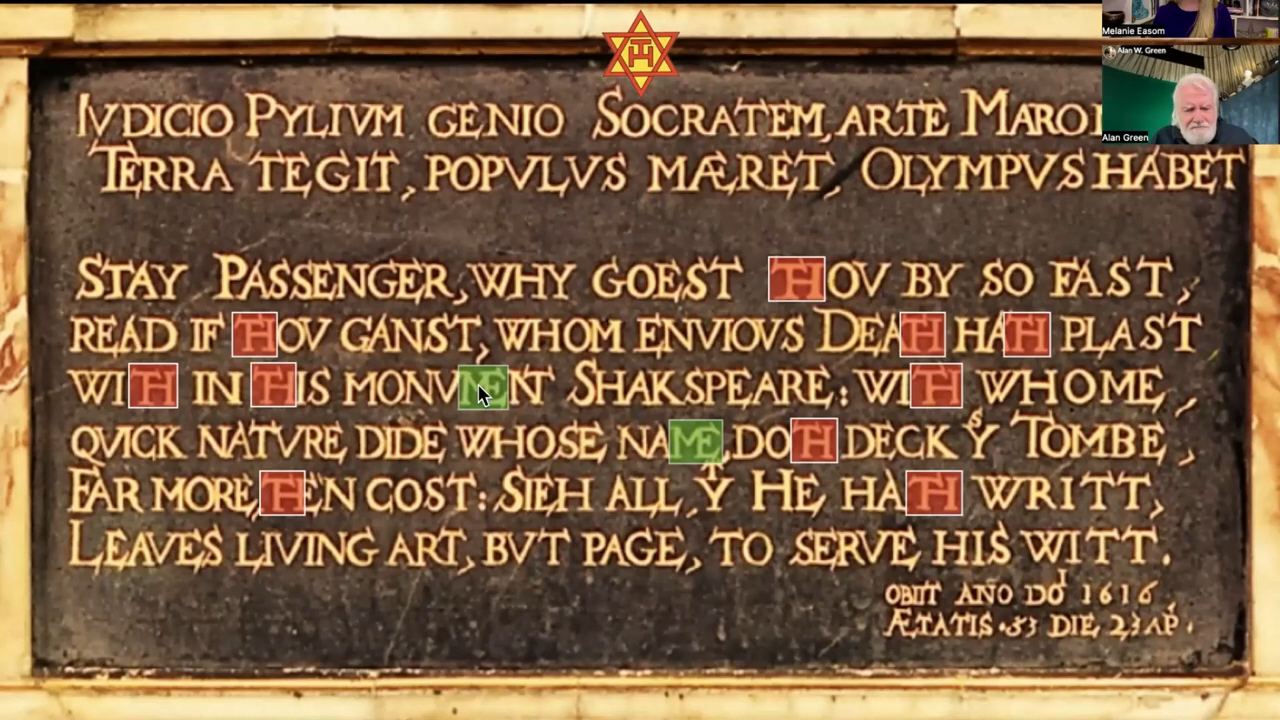 Melanie Easom
Alan W. Green
Alan Green
IVDICIO PYLIVM GENIO SOCRATEM, ARTE
TERRA TEGIT, POPVLVS MÆRET, OLYMPVS HABET
STAY PASSENGER, WHY GOEST THOV BY SO FAST,
READ IF THOV CANST, WHOM ENVIOVS DEATH HATH PLAST
WITH IN THIS MONVMENT SHAKSPEARE: WITH WHOME,
QVICK NATVRE DIDE WHOSE NAME, DOTH DECK Yˢ TOMBE,
FAR MORE, THEN COST: SIEH ALL, Yᵀ HE HATH WRITT,
LEAVES LIVING ART, BVT PAGE, TO SERVE HIS WITT.
OBIIT AÑO DOⁱ 1616,
ÆTATIS·53 DIE 23 AP.